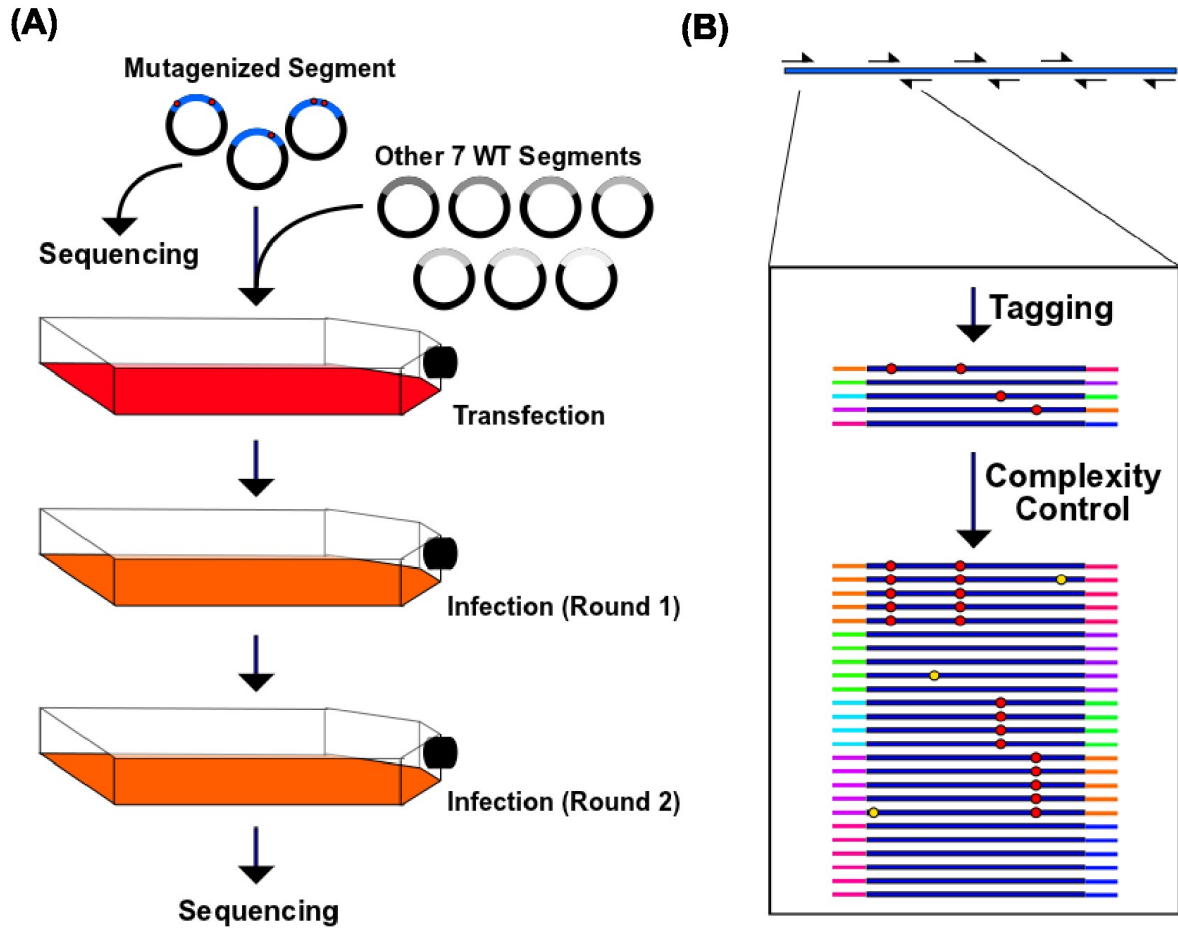 (A)
Mutagenized Segment
Other 7 WT Segments
Sequencing
Transfection
Infection (Round 1)
Infection (Round 2)
Sequencing
(B)
Tagging
Complexity
Control